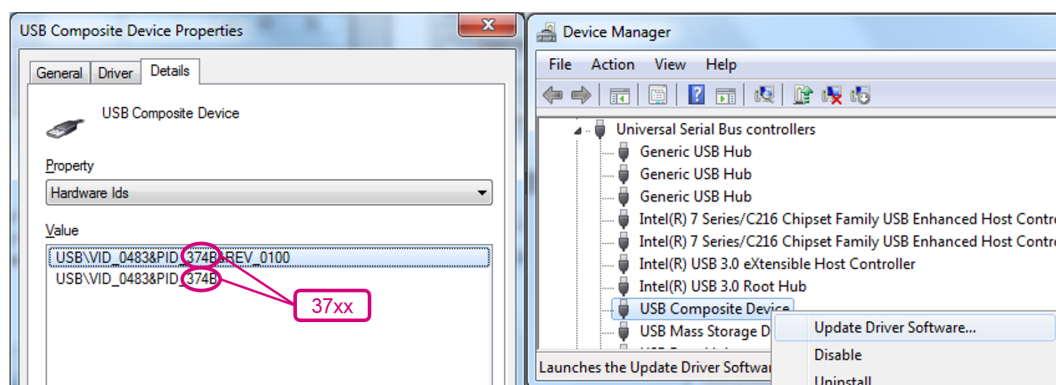 USB Composite Device Properties
General Driver Details
USB Composite Device
Property
Hardware Ids
Value
USB\VID_0483&PID_374B&REV_0100
USB\VID_0483&PID_374B
37xx
Device Manager
File Action View Help
Universal Serial Bus controllers
Generic USB Hub
Generic USB Hub
Generic USB Hub
Intel(R) 7 Series/C216 Chipset Family USB Enhanced Host Contro
Intel(R) 7 Series/C216 Chipset Family USB Enhanced Host Contro
Intel(R) USB 3.0 eXtensible Host Controller
Intel(R) USB 3.0 Root Hub
USB Composite Device
USB Mass Storage D
Update Driver Software...
Disable
Uninstall
Launches the Update Driver Softwar